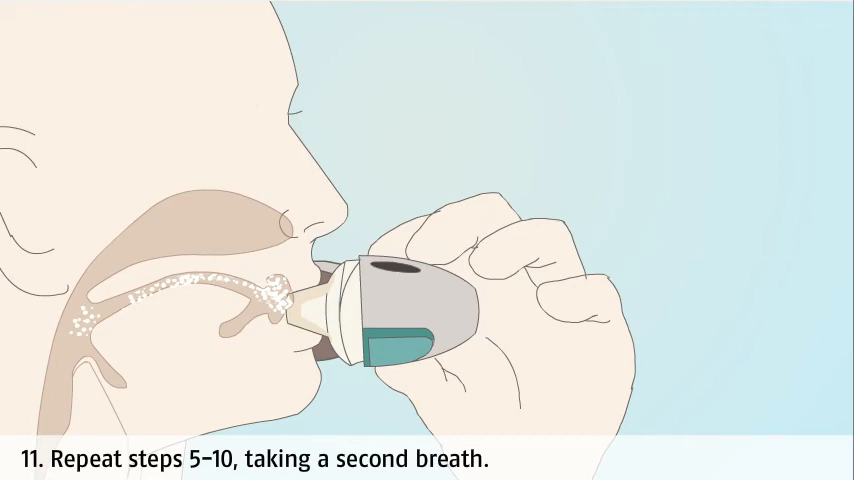 11. Repeat steps 5–10, taking a second breath.